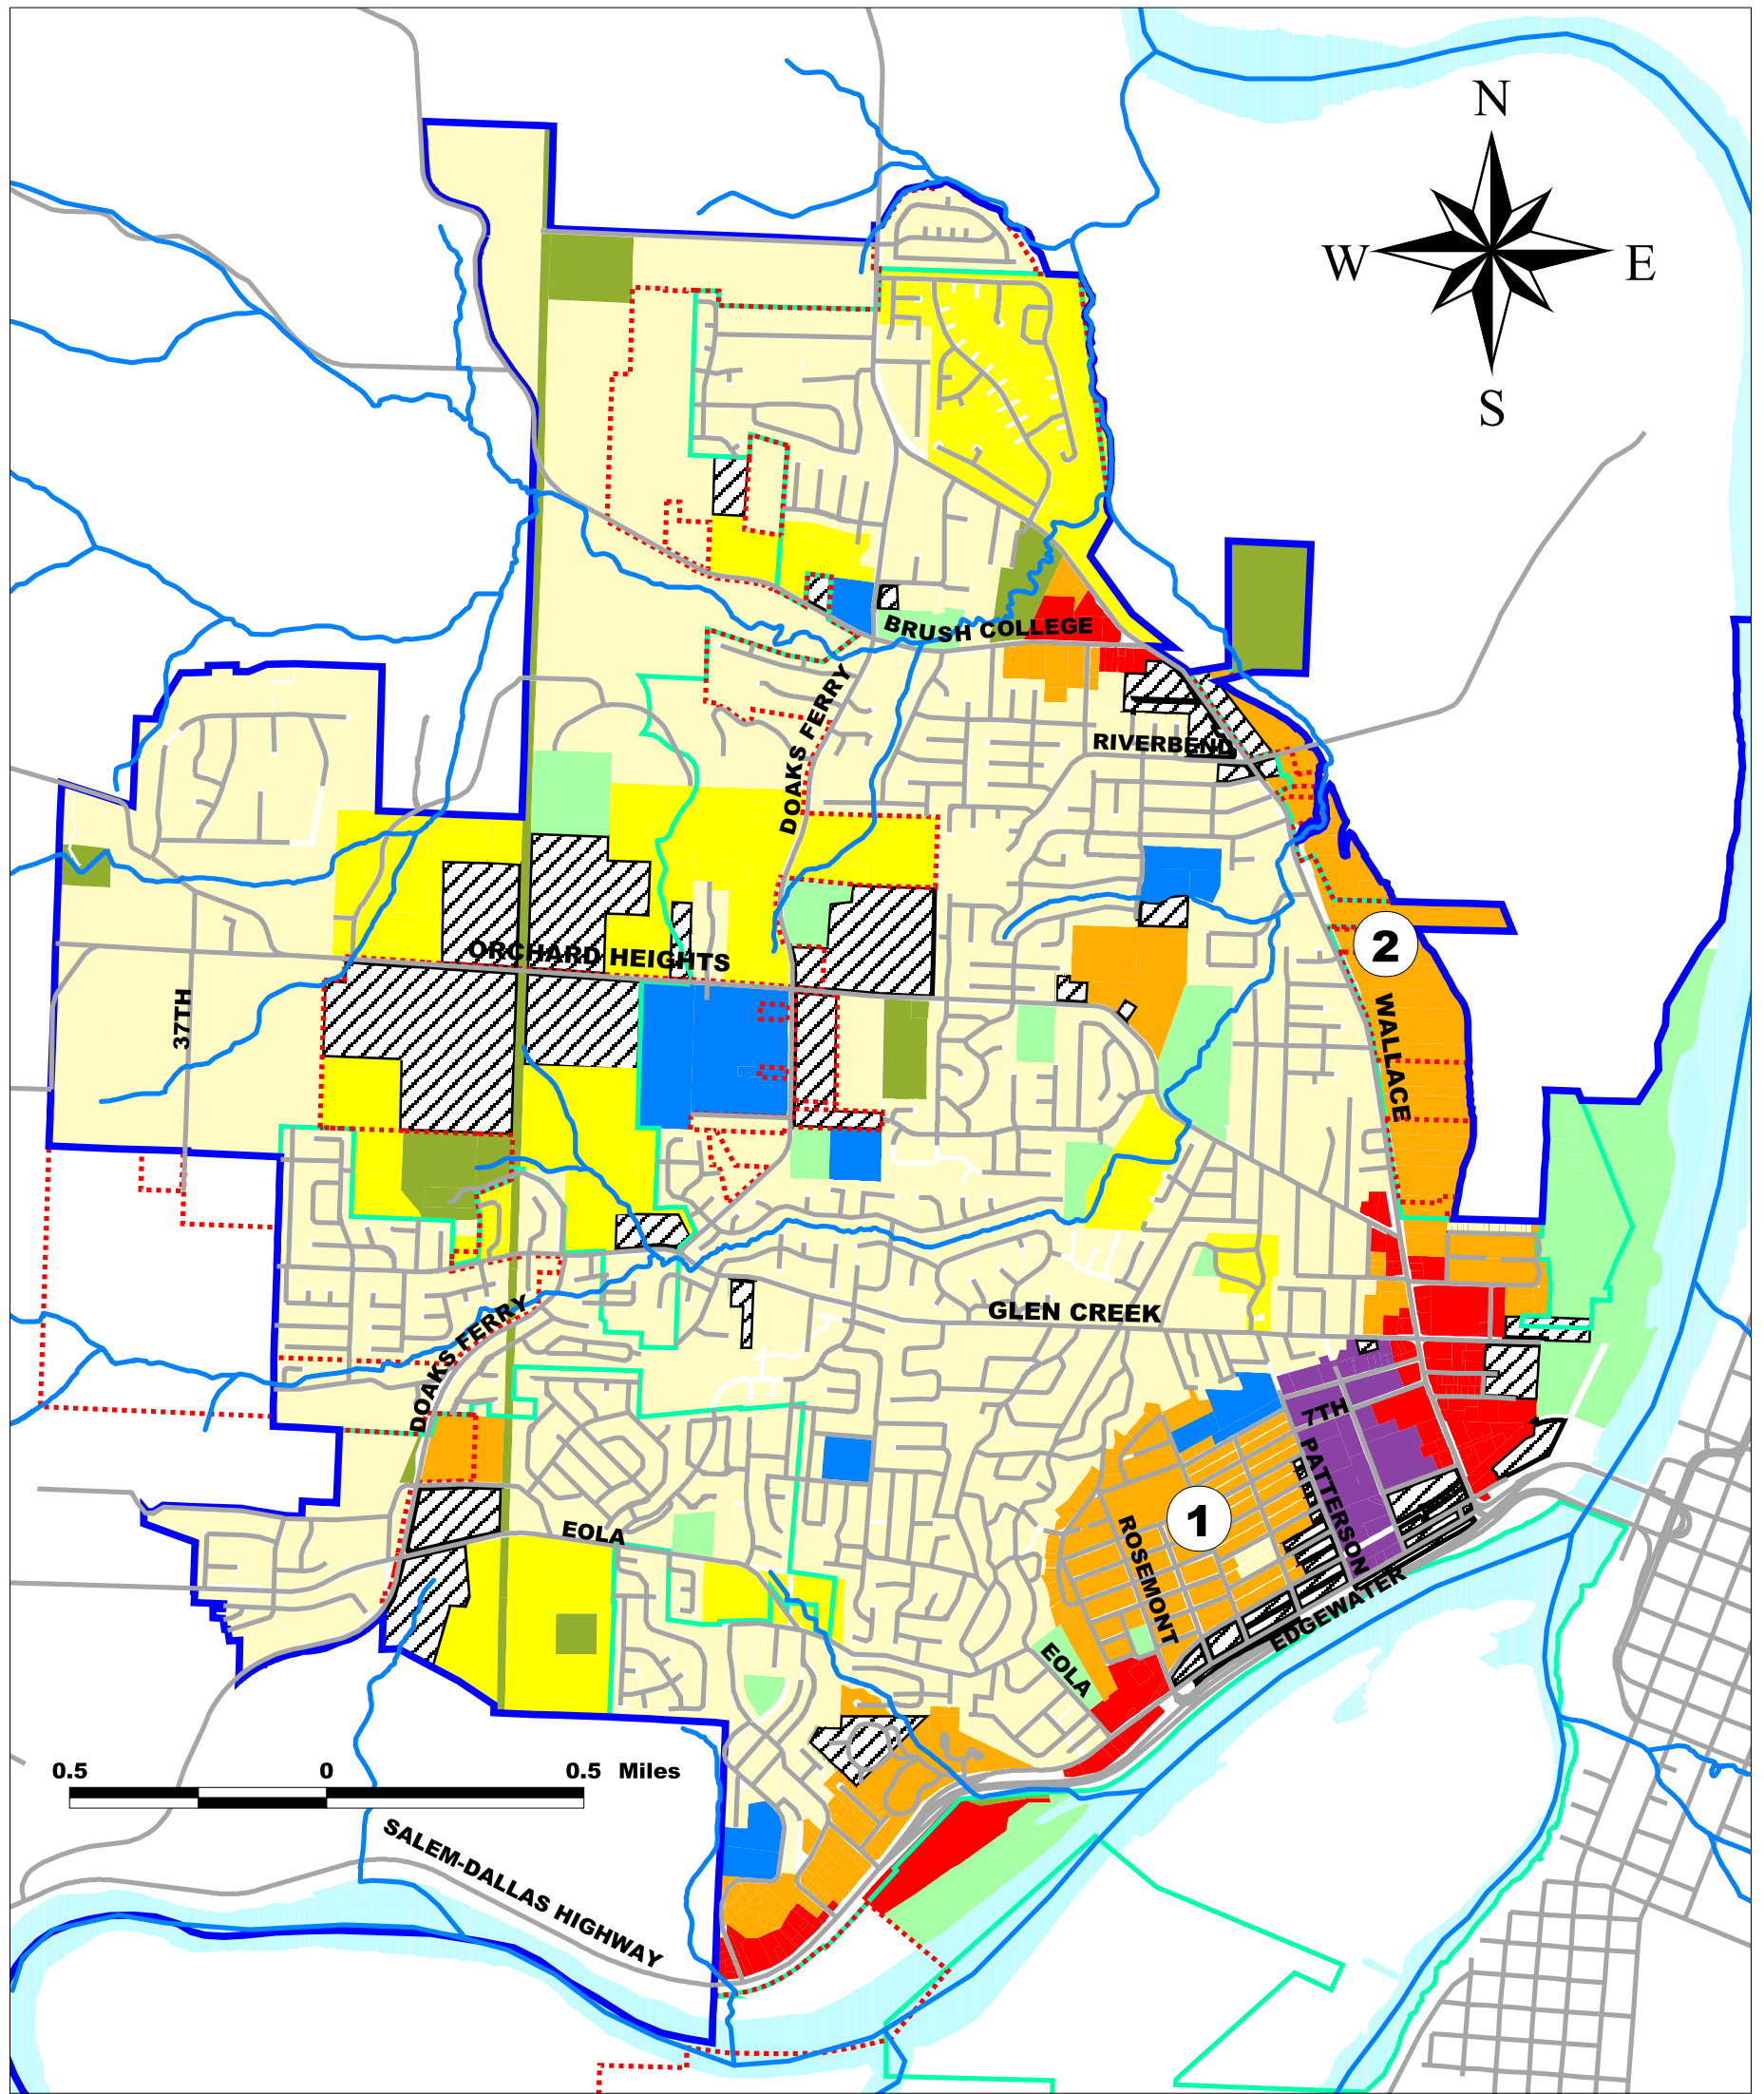 N
W
E
S
BRUSH COLLEGE
DOAKS FERRY
RIVERBEND
ORCHARD HEIGHTS
2
37TH
WALLACE
GLEN CREEK
DOAKS FERRY
7TH
PATTERSON
1
ROSEMONT
EOLA
EDGEWATER
EOLA
0.5 0 0.5 Miles
SALEM-DALLAS HIGHWAY